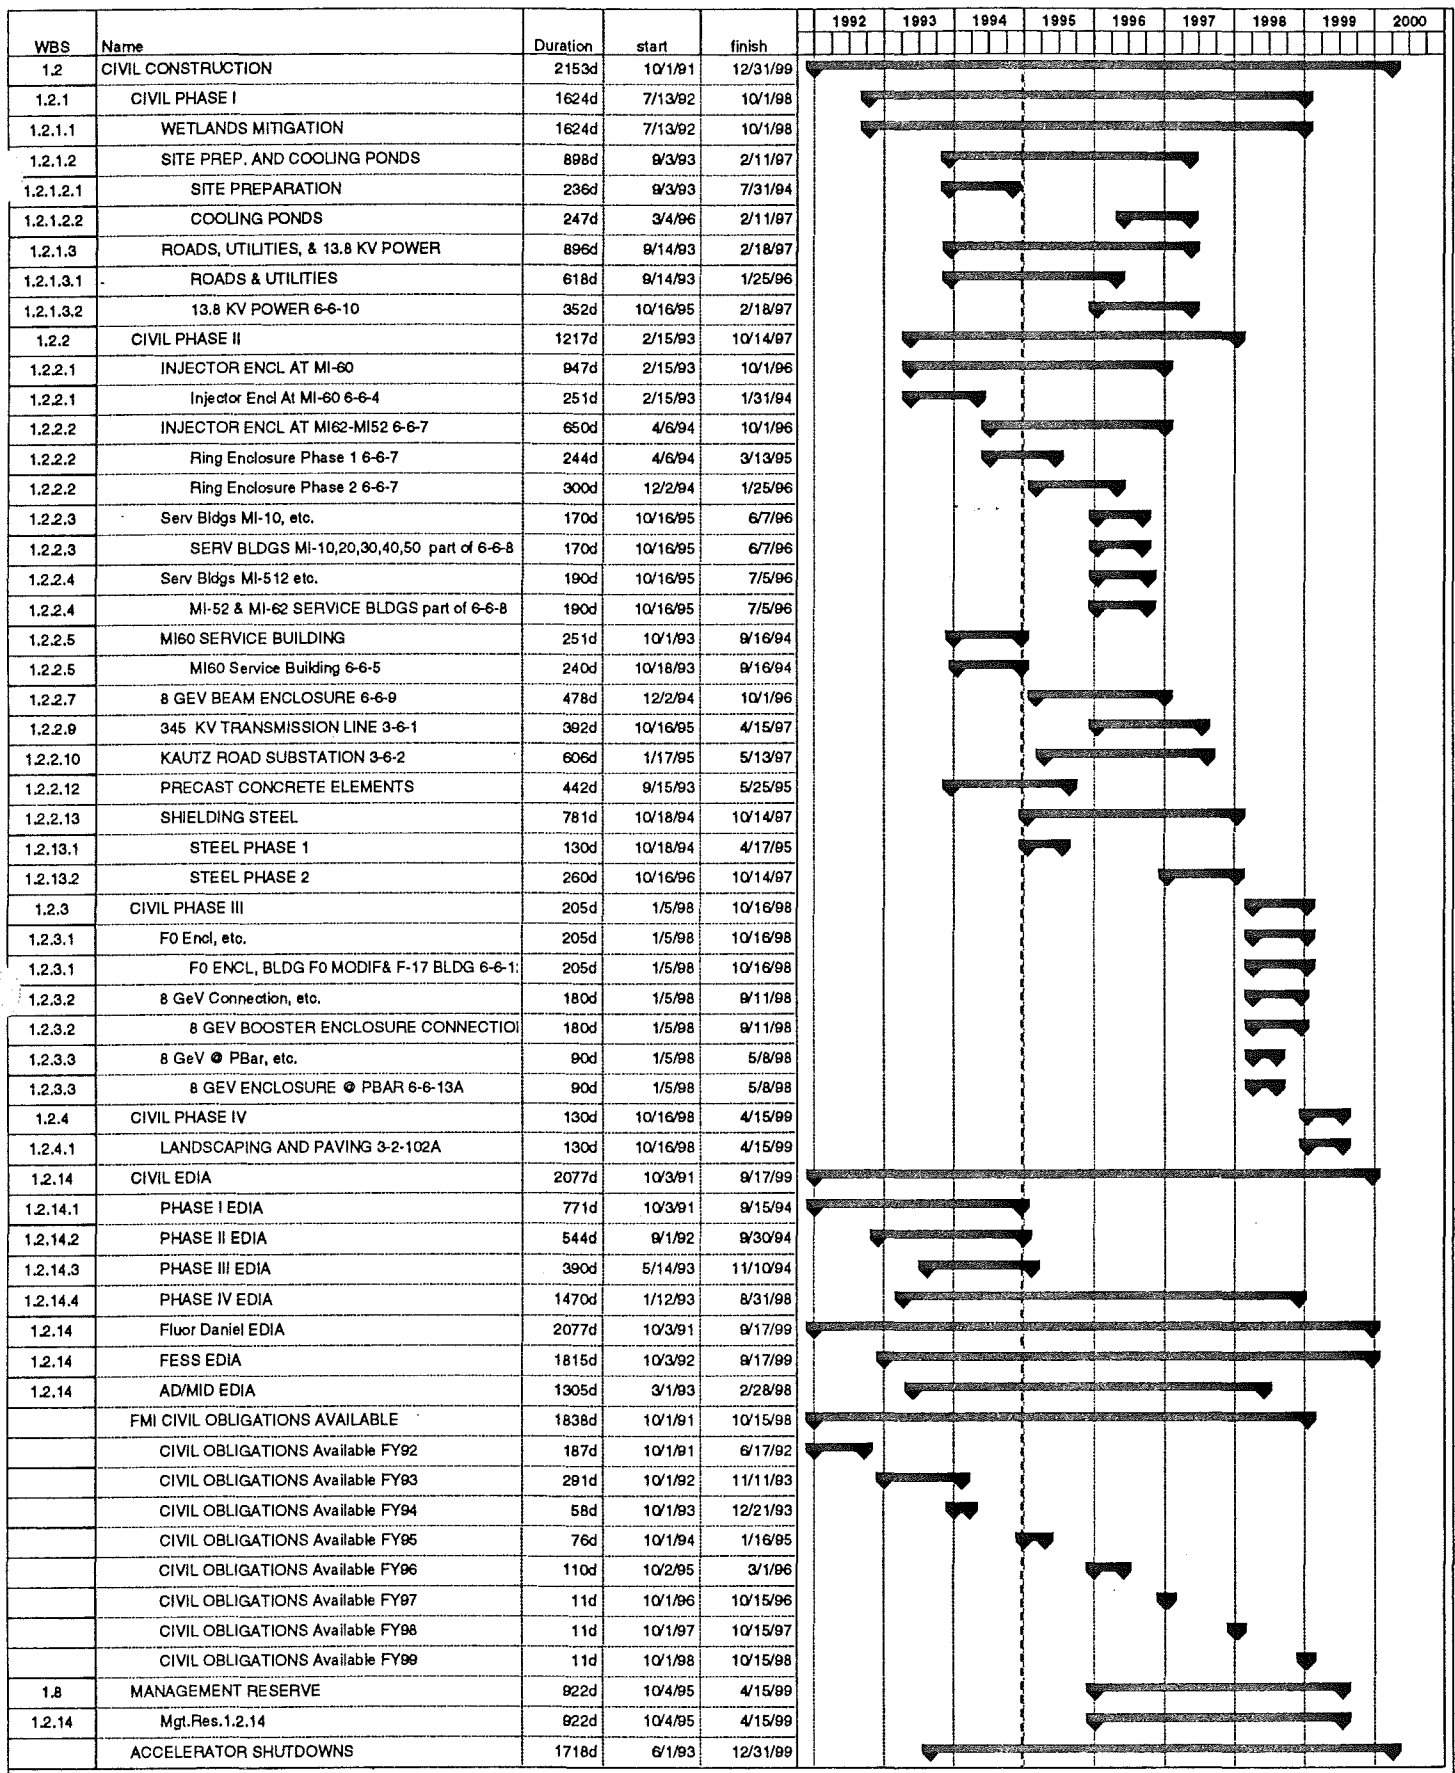 1992 1993 1994 1995 1996 1997 1998 1999 2000
WBS Name Duration start finish
1.2 CIVIL CONSTRUCTION 2153d 10/1/91 12/31/99
1.2.1 CIVIL PHASE I 1624d 7/13/92 10/1/98
1.2.1.1 WETLANDS MITIGATION 1624d 7/13/92 10/1/98
1.2.1.2 SITE PREP. AND COOLING PONDS 898d 9/3/93 2/11/97
1.2.1.2.1 SITE PREPARATION 236d 9/3/93 7/31/94
1.2.1.2.2 COOLING PONDS 247d 3/4/96 2/11/97
1.2.1.3 ROADS, UTILITIES, & 13.8 KV POWER 896d 9/14/93 2/18/97
1.2.1.3.1 ROADS & UTILITIES 618d 9/14/93 1/25/96
1.2.1.3.2 13.8 KV POWER 6-6-10 352d 10/16/95 2/18/97
1.2.2 CIVIL PHASE II 1217d 2/15/93 10/14/97
1.2.2.1 INJECTOR ENCL AT MI-60 947d 2/15/93 10/1/96
1.2.2.1 Injector Encl At MI-60 6-6-4 251d 2/15/93 1/31/94
1.2.2.2 INJECTOR ENCL AT MI62-MI52 6-6-7 650d 4/6/94 10/1/96
1.2.2.2 Ring Enclosure Phase 1 6-6-7 244d 4/6/94 3/13/95
1.2.2.2 Ring Enclosure Phase 2 6-6-7 300d 12/2/94 1/25/96
1.2.2.3 Serv Bldgs MI-10, etc. 170d 10/16/95 6/7/96
1.2.2.3 SERV BLDGS MI-10,20,30,40,50 part of 6-6-8 170d 10/16/95 6/7/96
1.2.2.4 Serv Bldgs MI-512 etc. 190d 10/16/95 7/5/96
1.2.2.4 MI-52 & MI-62 SERVICE BLDGS part of 6-6-8 190d 10/16/95 7/5/96
1.2.2.5 MI60 SERVICE BUILDING 251d 10/1/93 9/16/94
1.2.2.5 MI60 Service Building 6-6-5 240d 10/18/93 9/16/94
1.2.2.7 8 GEV BEAM ENCLOSURE 6-6-9 478d 12/2/94 10/1/96
1.2.2.9 345 KV TRANSMISSION LINE 3-6-1 392d 10/16/95 4/15/97
1.2.2.10 KAUTZ ROAD SUBSTATION 3-6-2 606d 1/17/95 5/13/97
1.2.2.12 PRECAST CONCRETE ELEMENTS 442d 9/15/93 5/25/95
1.2.2.13 SHIELDING STEEL 781d 10/18/94 10/14/97
1.2.13.1 STEEL PHASE 1 130d 10/18/94 4/17/95
1.2.13.2 STEEL PHASE 2 260d 10/16/96 10/14/97
1.2.3 CIVIL PHASE III 205d 1/5/98 10/16/98
1.2.3.1 F0 Encl, etc. 205d 1/5/98 10/16/98
1.2.3.1 F0 ENCL, BLDG F0 MODIF& F-17 BLDG 6-6-1: 205d 1/5/98 10/16/98
1.2.3.2 8 GeV Connection, etc. 180d 1/5/98 9/11/98
1.2.3.2 8 GEV BOOSTER ENCLOSURE CONNECTIO 180d 1/5/98 9/11/98
1.2.3.3 8 GeV @ PBar, etc. 90d 1/5/98 5/8/98
1.2.3.3 8 GEV ENCLOSURE @ PBAR 6-6-13A 90d 1/5/98 5/8/98
1.2.4 CIVIL PHASE IV 130d 10/16/98 4/15/99
1.2.4.1 LANDSCAPING AND PAVING 3-2-102A 130d 10/16/98 4/15/99
1.2.14 CIVIL EDIA 2077d 10/3/91 9/17/99
1.2.14.1 PHASE I EDIA 771d 10/3/91 9/15/94
1.2.14.2 PHASE II EDIA 544d 9/1/92 9/30/94
1.2.14.3 PHASE III EDIA 390d 5/14/93 11/10/94
1.2.14.4 PHASE IV EDIA 1470d 1/12/93 8/31/98
1.2.14 Fluor Daniel EDIA 2077d 10/3/91 9/17/99
1.2.14 FESS EDIA 1815d 10/3/92 9/17/99
1.2.14 AD/MID EDIA 1305d 3/1/93 2/28/98
FMI CIVIL OBLIGATIONS AVAILABLE 1838d 10/1/91 10/15/98
CIVIL OBLIGATIONS Available FY92 187d 10/1/91 6/17/92
CIVIL OBLIGATIONS Available FY93 291d 10/1/92 11/11/93
CIVIL OBLIGATIONS Available FY94 58d 10/1/93 12/21/93
CIVIL OBLIGATIONS Available FY95 76d 10/1/94 1/16/95
CIVIL OBLIGATIONS Available FY96 110d 10/2/95 3/1/96
CIVIL OBLIGATIONS Available FY97 11d 10/1/96 10/15/96
CIVIL OBLIGATIONS Available FY98 11d 10/1/97 10/15/97
CIVIL OBLIGATIONS Available FY99 11d 10/1/98 10/15/98
1.8 MANAGEMENT RESERVE 922d 10/4/95 4/15/99
1.2.14 Mgt.Res.1.2.14 922d 10/4/95 4/15/99
ACCELERATOR SHUTDOWNS 1718d 6/1/93 12/31/99